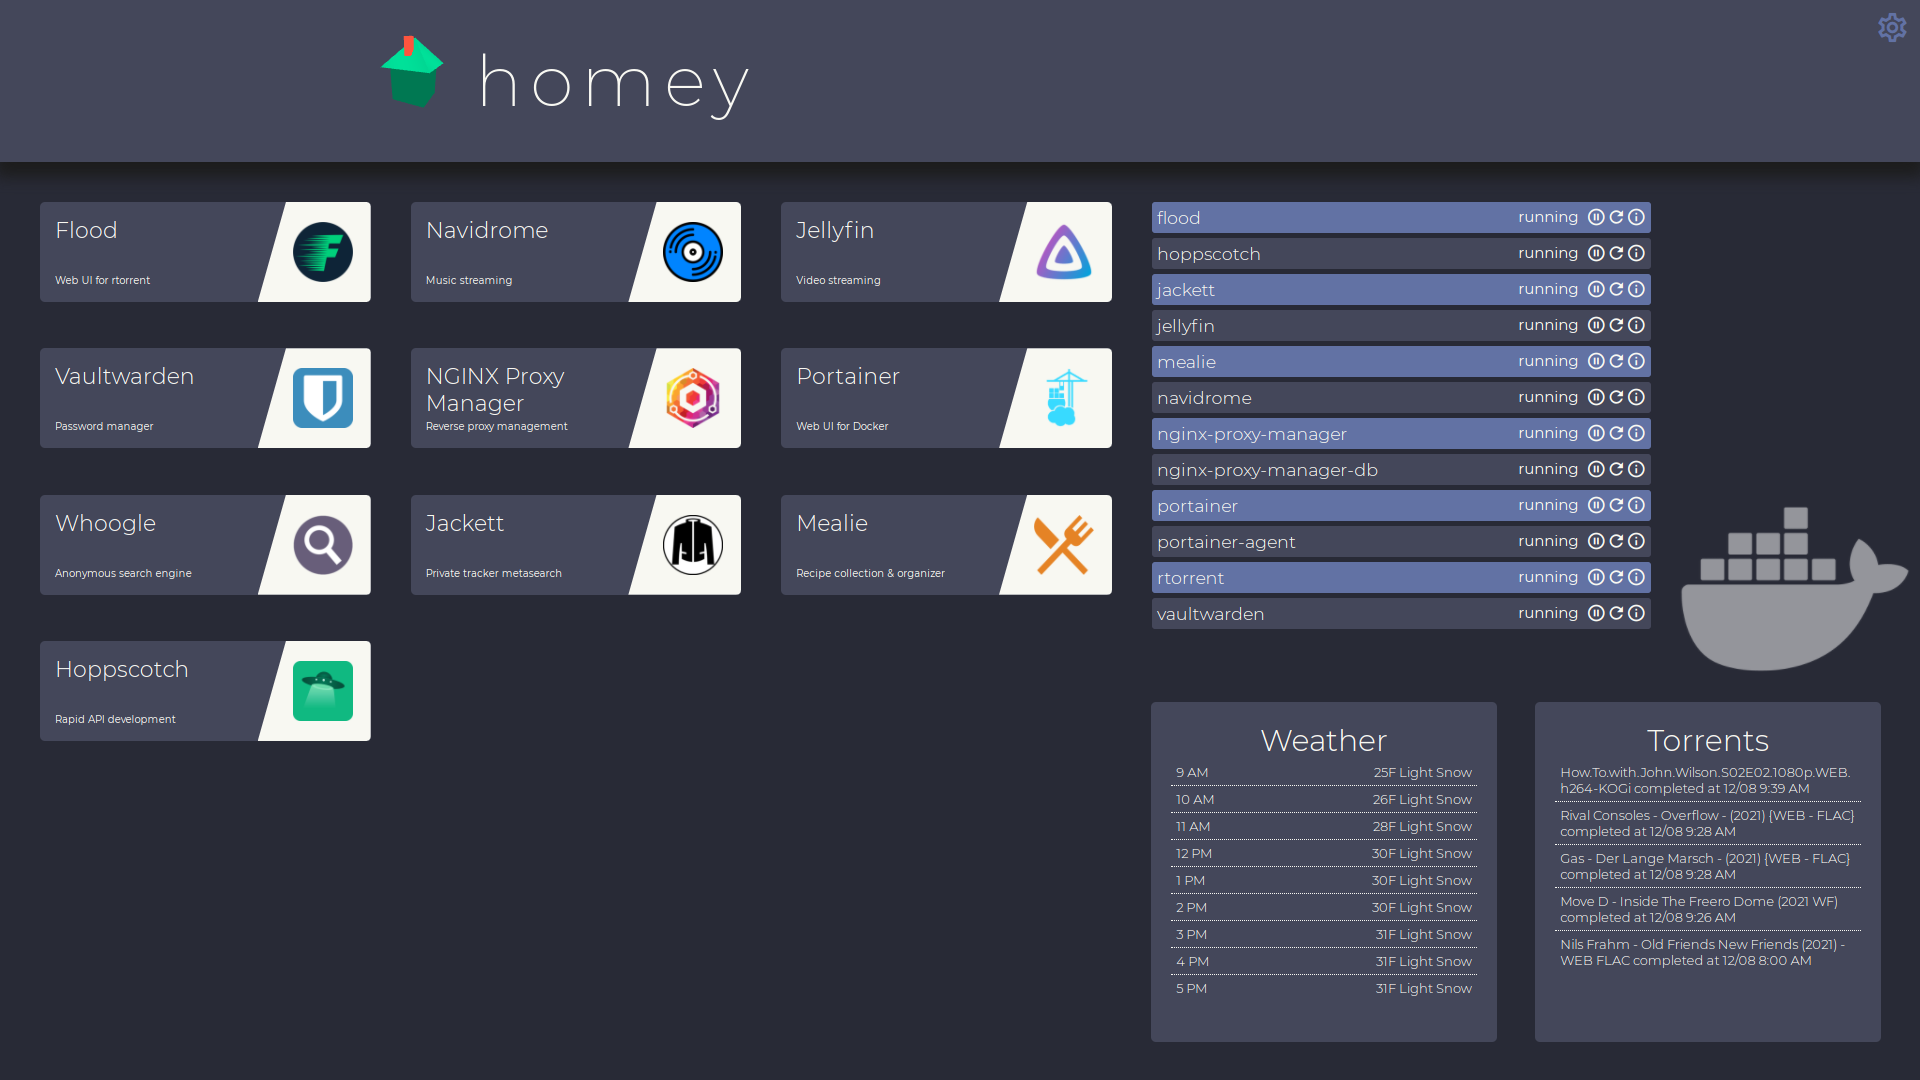 homey
Flood
Web UI for rtorrent
Navidrome
Music streaming
Jellyfin
Video streaming
Vaultwarden
Password manager
NGINX Proxy
Manager
Reverse proxy management
Portainer
Web UI for Docker
Whoogle
Anonymous search engine
Jackett
Private tracker metasearch
Mealie
Recipe collection & organizer
Hoppscotch
Rapid API development
flood running
hoppscotch running
jackett running
jellyfin running
mealie running
navidrome running
nginx-proxy-manager running
nginx-proxy-manager-db running
portainer running
portainer-agent running
rtorrent running
vaultwarden running
Weather
9 AM 25F Light Snow
10 AM 26F Light Snow
11 AM 28F Light Snow
12 PM 30F Light Snow
1 PM 30F Light Snow
2 PM 30F Light Snow
3 PM 31F Light Snow
4 PM 31F Light Snow
5 PM 31F Light Snow
Torrents
How.To.with.John.Wilson.S02E02.1080p.WEB.
h264-KOGi completed at 12/08 9:39 AM
Rival Consoles - Overflow - (2021) {WEB - FLAC}
completed at 12/08 9:28 AM
Gas - Der Lange Marsch - (2021) {WEB - FLAC}
completed at 12/08 9:28 AM
Move D - Inside The Freero Dome (2021 WF)
completed at 12/08 9:26 AM
Nils Frahm - Old Friends New Friends (2021) -
WEB FLAC completed at 12/08 8:00 AM